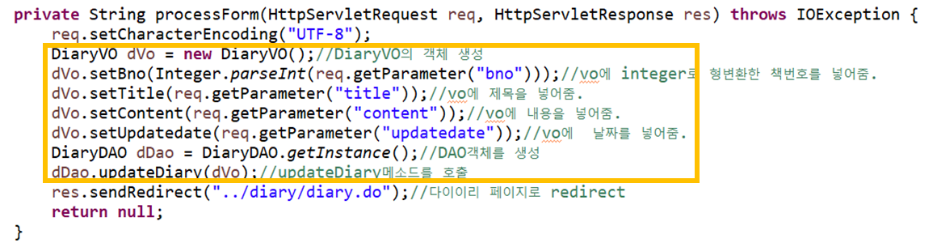 private String processForm(HttpServletRequest req, HttpServletResponse res) throws IOException {
req.setCharacterEncoding("UTF-8");
DiaryVO dVo = new DiaryVO();//DiaryVO의 객체 생성
dVo.setBno(Integer.parseInt(req.getParameter("bno")));//vo에 integer로 형변환한 책번호를 넣어줌.
dVo.setTitle(req.getParameter("title"));//vo에 제목을 넣어줌.
dVo.setContent(req.getParameter("content"));//vo에 내용을 넣어줌.
dVo.setUpdatedate(req.getParameter("updatedate"));//vo에 날짜를 넣어줌.
DiaryDAO dDao = DiaryDAO.getInstance();//DAO객체를 생성
dDao.updateDiary(dVo);//updateDiary메소드를 호출
res.sendRedirect("../diary/diary.do");//다이이리 페이지로 redirect
return null;
}